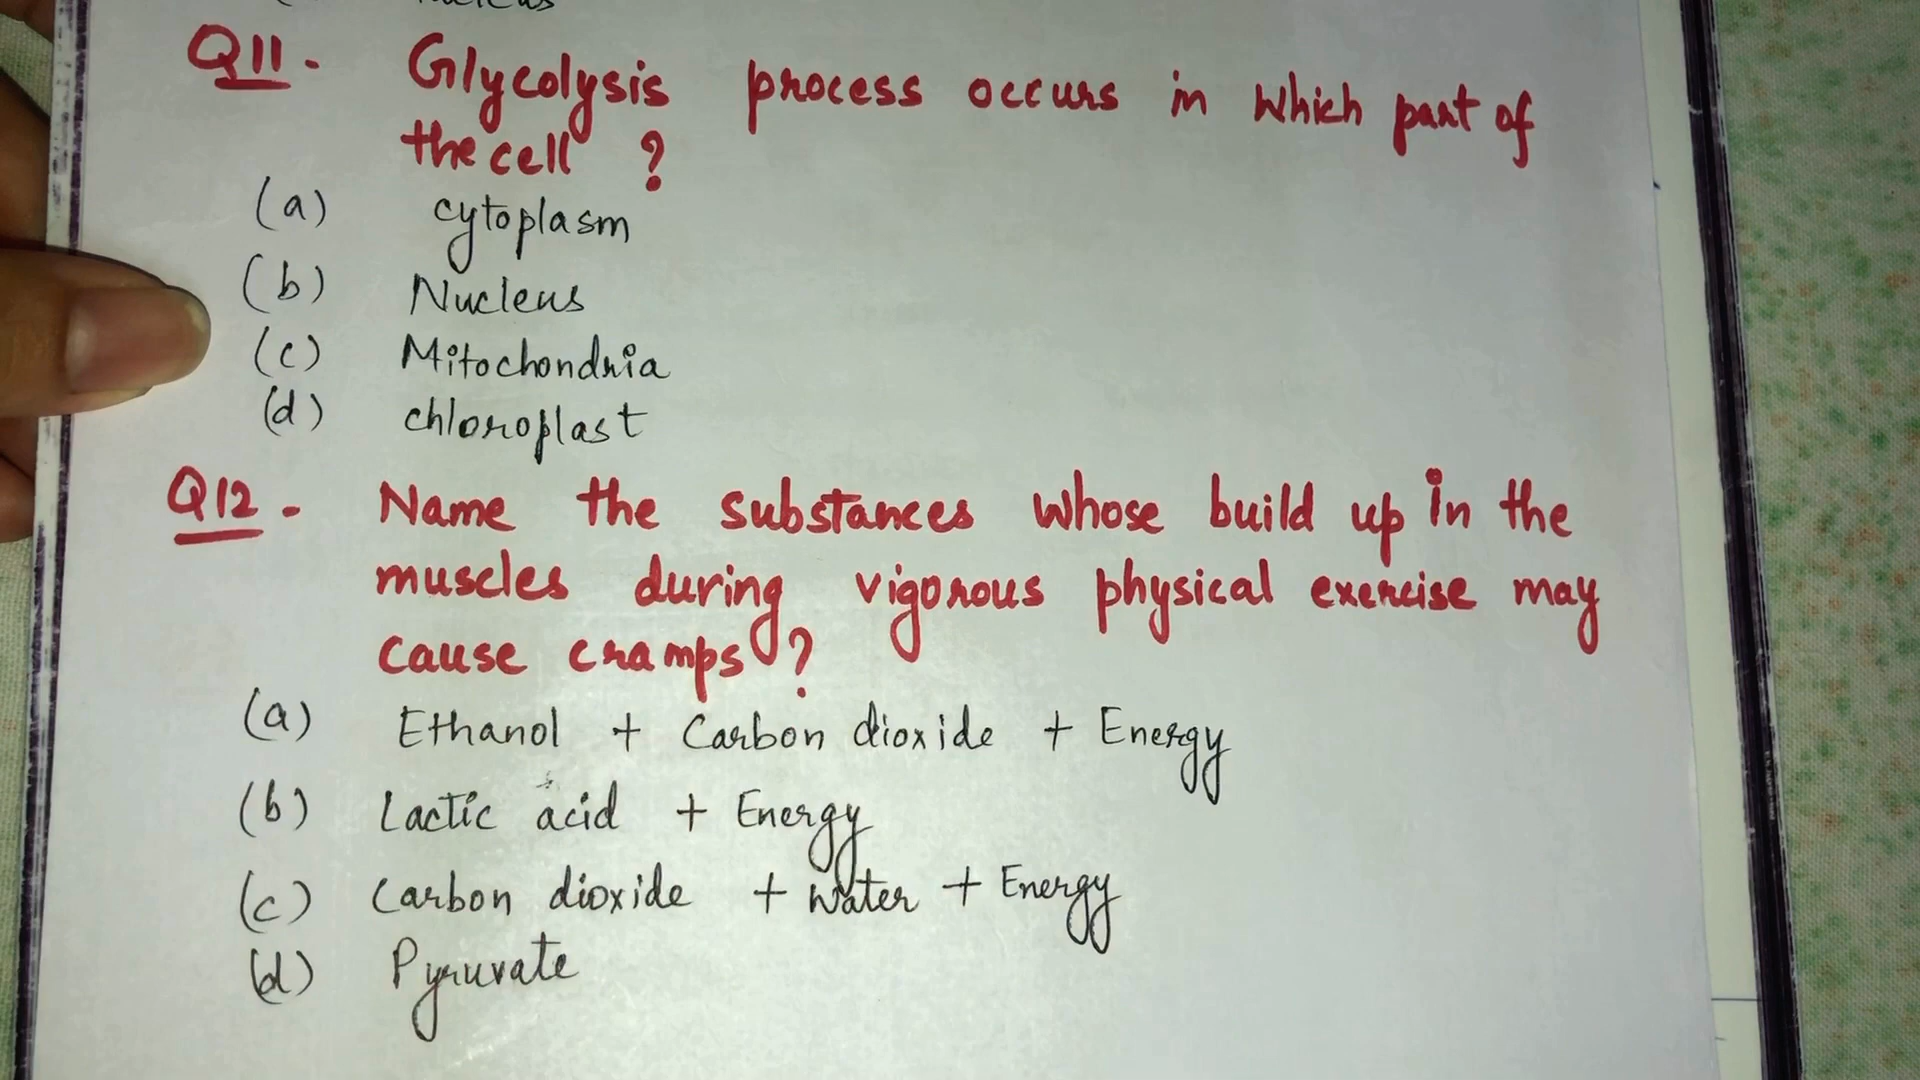 Q11. Glycolysis process occurs in which part of
the cell ?
(a) cytoplasm
(b) Nucleus
(c) Mitochondria
(d) chloroplast
Q12. Name the substances whose build up in the
muscles during vigorous physical exercise may
cause cramps ?
(a) Ethanol + Carbon dioxide + Energy
(b) Lactic acid + Energy
(c) Carbon dioxide + Water + Energy
(d) Pyruvate